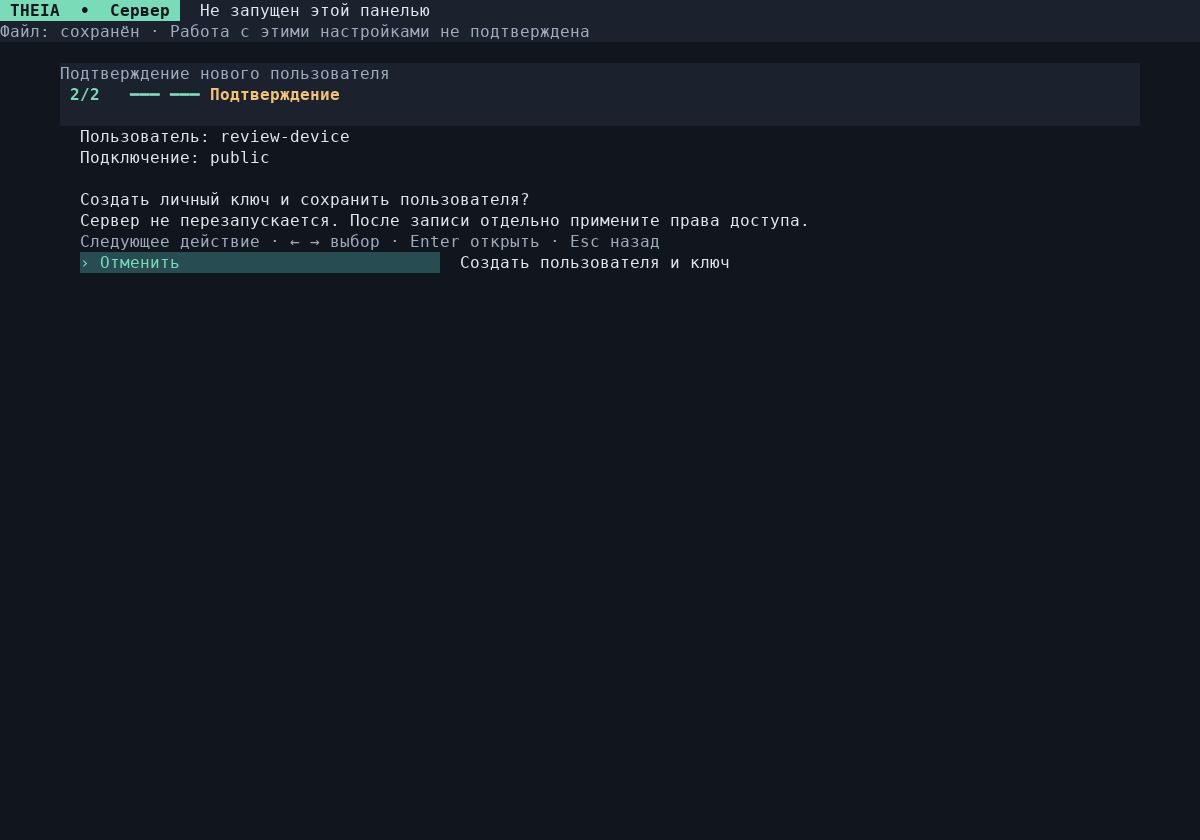 THEIA • Сервер Не запущен этой панелью
Файл: сохранён · Работа с этими настройками не подтверждена
Подтверждение нового пользователя
2/2 ━━━ ━━━ Подтверждение
Пользователь: review-device
Подключение: public
Создать личный ключ и сохранить пользователя?
Сервер не перезапускается. После записи отдельно примените права доступа.
Следующее действие · ← → выбор · Enter открыть · Esc назад
› Отменить Создать пользователя и ключ